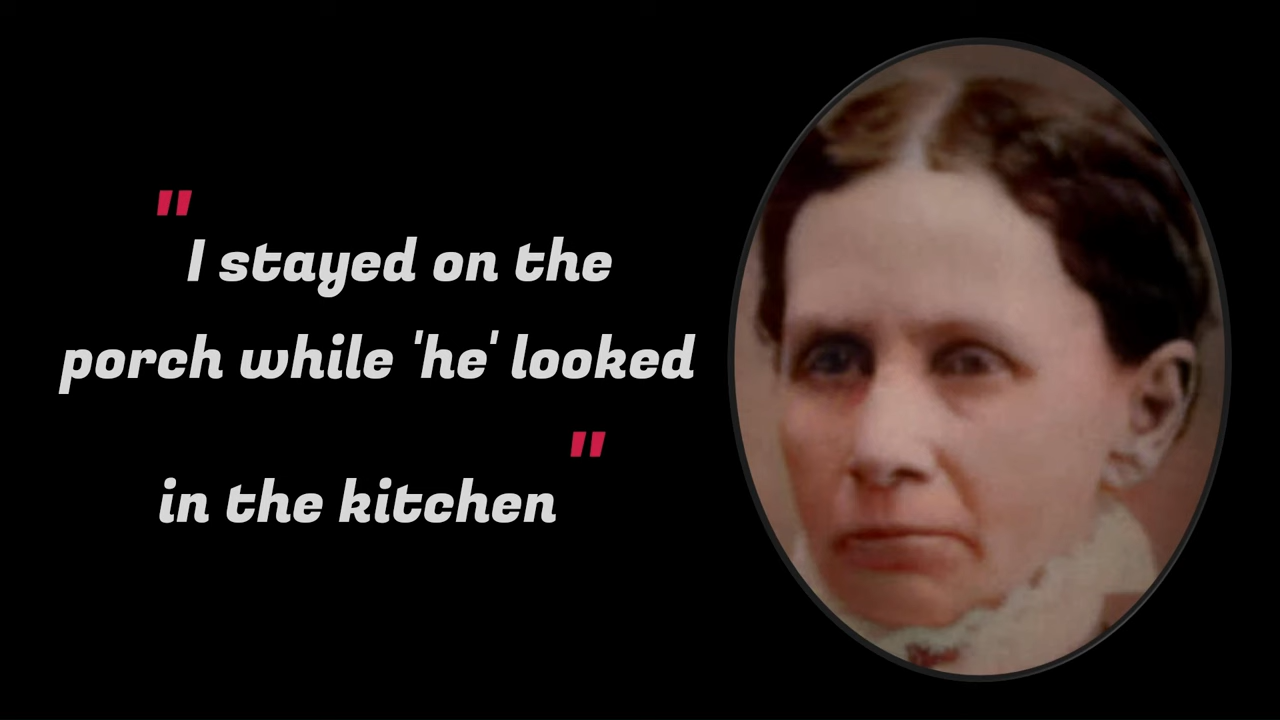 "I stayed on the
porch while 'he' looked
in the kitchen"